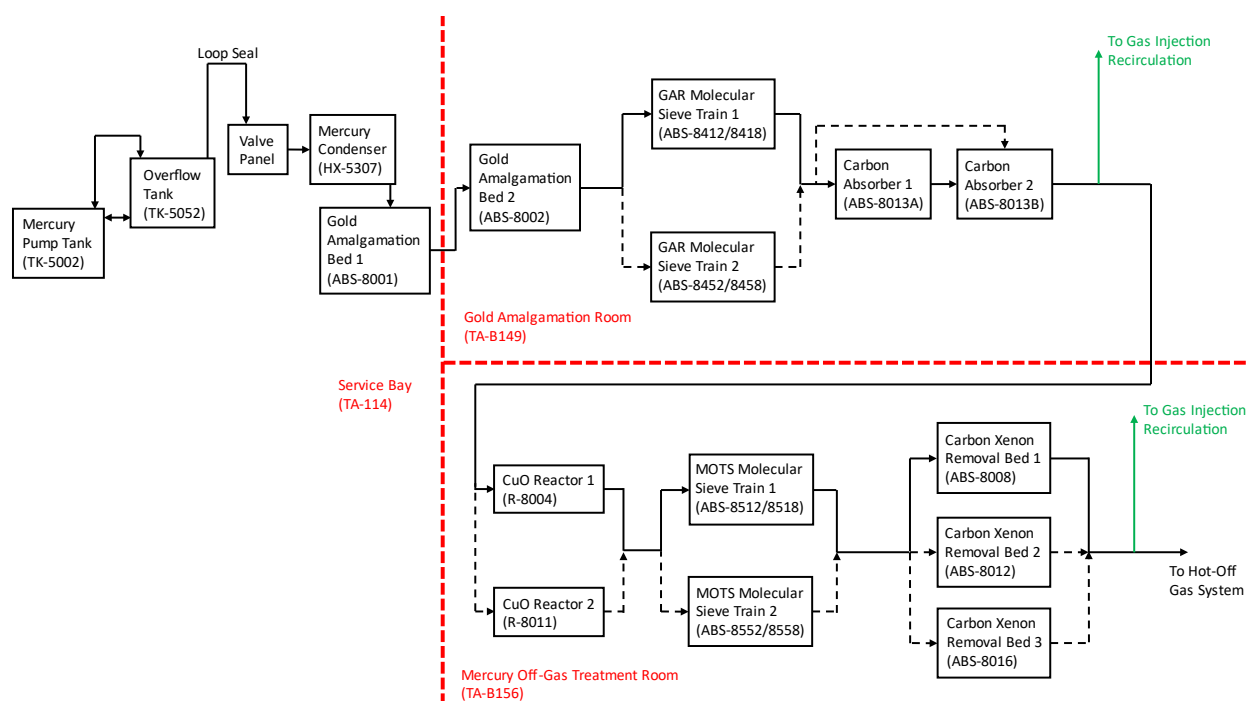 Loop Seal
Mercury
Pump Tank
(TK-5002)
Overflow
Tank
(TK-5052)
Valve
Panel
Mercury
Condenser
(HX-5307)
Gold
Amalgamation
Bed 1
(ABS-8001)
Gold
Amalgamation
Bed 2
(ABS-8002)
GAR Molecular
Sieve Train 1
(ABS-8412/8418)
GAR Molecular
Sieve Train 2
(ABS-8452/8458)
Carbon
Absorber 1
(ABS-8013A)
Carbon
Absorber 2
(ABS-8013B)
To Gas Injection
Recirculation
Gold Amalgamation Room
(TA-B149)
Service Bay
(TA-114)
CuO Reactor 1
(R-8004)
CuO Reactor 2
(R-8011)
MOTS Molecular
Sieve Train 1
(ABS-8512/8518)
MOTS Molecular
Sieve Train 2
(ABS-8552/8558)
Carbon Xenon
Removal Bed 1
(ABS-8008)
Carbon Xenon
Removal Bed 2
(ABS-8012)
Carbon Xenon
Removal Bed 3
(ABS-8016)
To Gas Injection
Recirculation
To Hot-Off
Gas System
Mercury Off-Gas Treatment Room
(TA-B156)